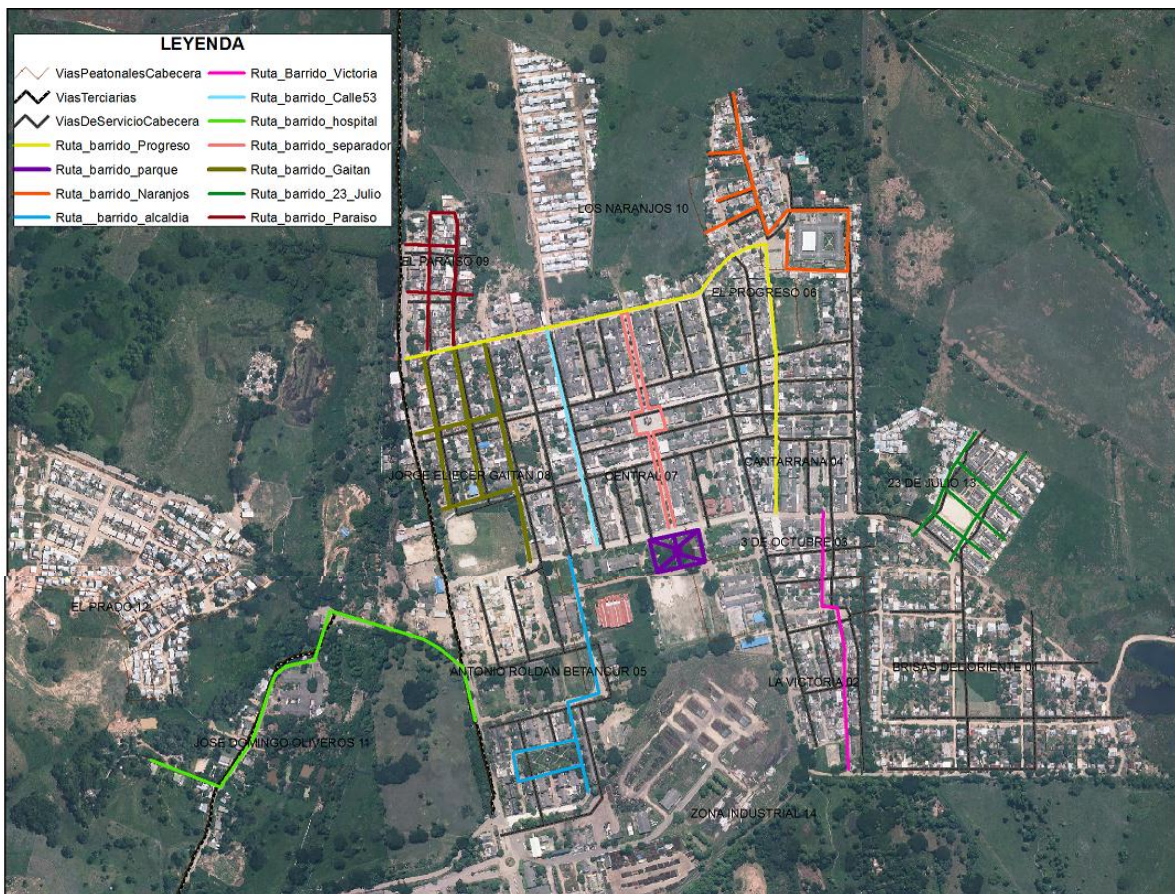 LEYENDA
ViasPeatonalesCabecera
ViasTerciarias
ViasDeServicioCabecera
Ruta_barrido_Progreso
Ruta_barrido_parque
Ruta_barrido_Naranjos
Ruta__barrido_alcaldia
Ruta_Barrido_Victoria
Ruta_barrido_Calle53
Ruta_barrido_hospital
Ruta_barrido_separador
Ruta_barrido_Gaitan
Ruta_barrido_23_Julio
Ruta_barrido_Paraiso
LOS NARANJOS 10
EL PARAISO 09
EL PROGRESO 06
JORGE ELIECER GAITAN 08
CENTRAL 07
CANTARRANA 04
23 DE JULIO 13
3 DE OCTUBRE 03
EL PRADO 12
ANTONIO ROLDAN BETANCUR 05
LA VICTORIA 02
BRISAS DEL ORIENTE 01
JOSE DOMINGO OLIVEROS 11
ZONA INDUSTRIAL 14